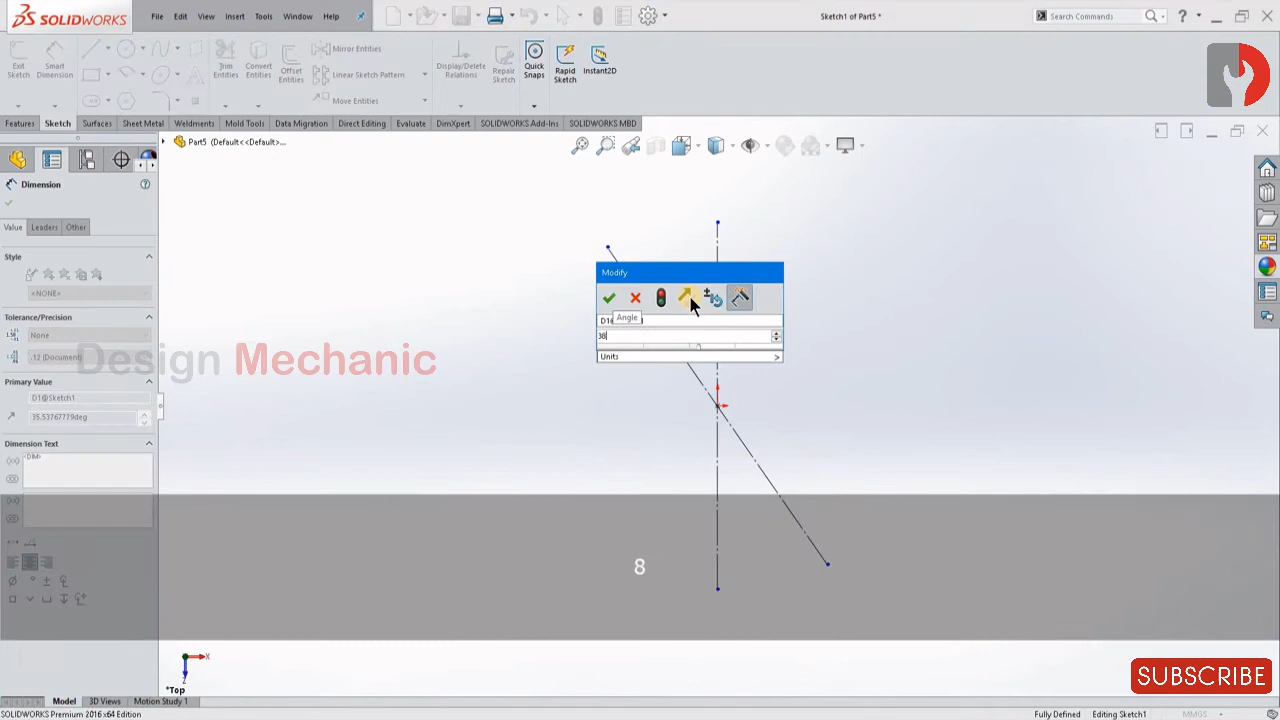 SOLIDWORKS
File Edit View Insert Tools Window Help
Sketch1 of Part5 *
Search Commands
Exit Sketch
Smart Dimension
Trim Entities
Convert Entities
Offset Entities
Mirror Entities
Linear Sketch Pattern
Move Entities
Display/Delete Relations
Repair Sketch
Quick Snaps
Rapid Sketch
Instant2D
Features Sketch Surfaces Sheet Metal Weldments Mold Tools Data Migration Direct Editing Evaluate DimXpert SOLIDWORKS Add-Ins SOLIDWORKS MBD
Part5 (Default<<Default>...
Dimension
Value Leaders Other
Style
<NONE>
Tolerance/Precision
None
.12 (Document)
Primary Value
D1@Sketch1
35.53767779deg
Dimension Text
<DIM>
Modify
Angle
38
Units
Design Mechanic
8
X
Z
*Top
SUBSCRIBE
Model 3D Views Motion Study 1
SOLIDWORKS Premium 2016 x64 Edition
Fully Defined Editing Sketch1 MMGS